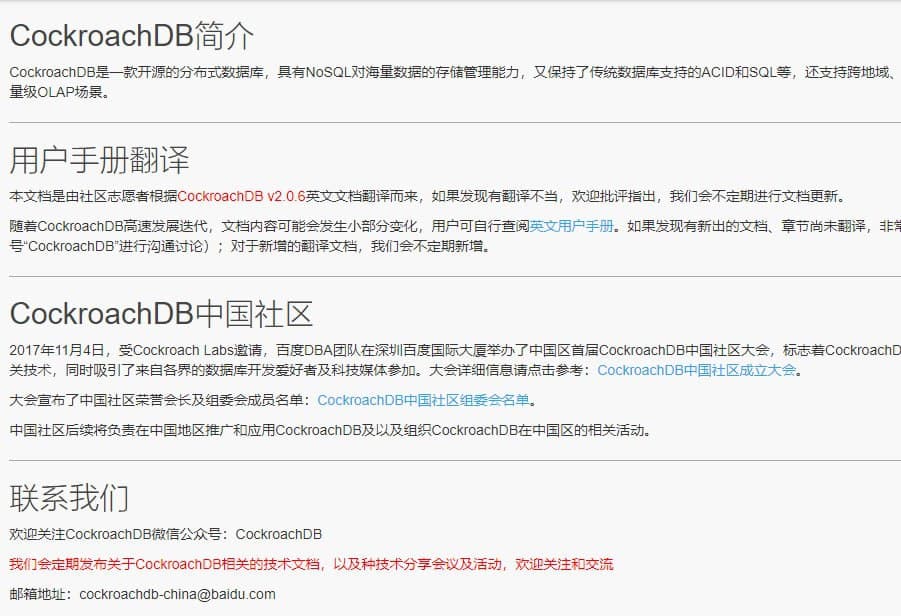 CockroachDB简介
CockroachDB是一款开源的分布式数据库，具有NoSQL对海量数据的存储管理能力，又保持了传统数据库支持的ACID和SQL等，还支持跨地域、
量级OLAP场景。
用户手册翻译
本文档是由社区志愿者根据CockroachDB v2.0.6英文文档翻译而来，如果发现有翻译不当，欢迎批评指出，我们会不定期进行文档更新。
随着CockroachDB高速发展迭代，文档内容可能会发生小部分变化，用户可自行查阅英文用户手册。如果发现有新出的文档、章节尚未翻译，非常
号“CockroachDB”进行沟通讨论）；对于新增的翻译文档，我们会不定期新增。
CockroachDB中国社区
2017年11月4日，受Cockroach Labs邀请，百度DBA团队在深圳百度国际大厦举办了中国区首届CockroachDB中国社区大会，标志着CockroachD
关技术，同时吸引了来自各界的数据库开发爱好者及科技媒体参加。大会详细信息请点击参考：CockroachDB中国社区成立大会。
大会宣布了中国社区荣誉会长及组委会成员名单：CockroachDB中国社区组委会名单。
中国社区后续将负责在中国地区推广和应用CockroachDB及以及组织CockroachDB在中国区的相关活动。
联系我们
欢迎关注CockroachDB微信公众号：CockroachDB
我们会定期发布关于CockroachDB相关的技术文档，以及种技术分享会议及活动，欢迎关注和交流
邮箱地址：cockroachdb-china@baidu.com